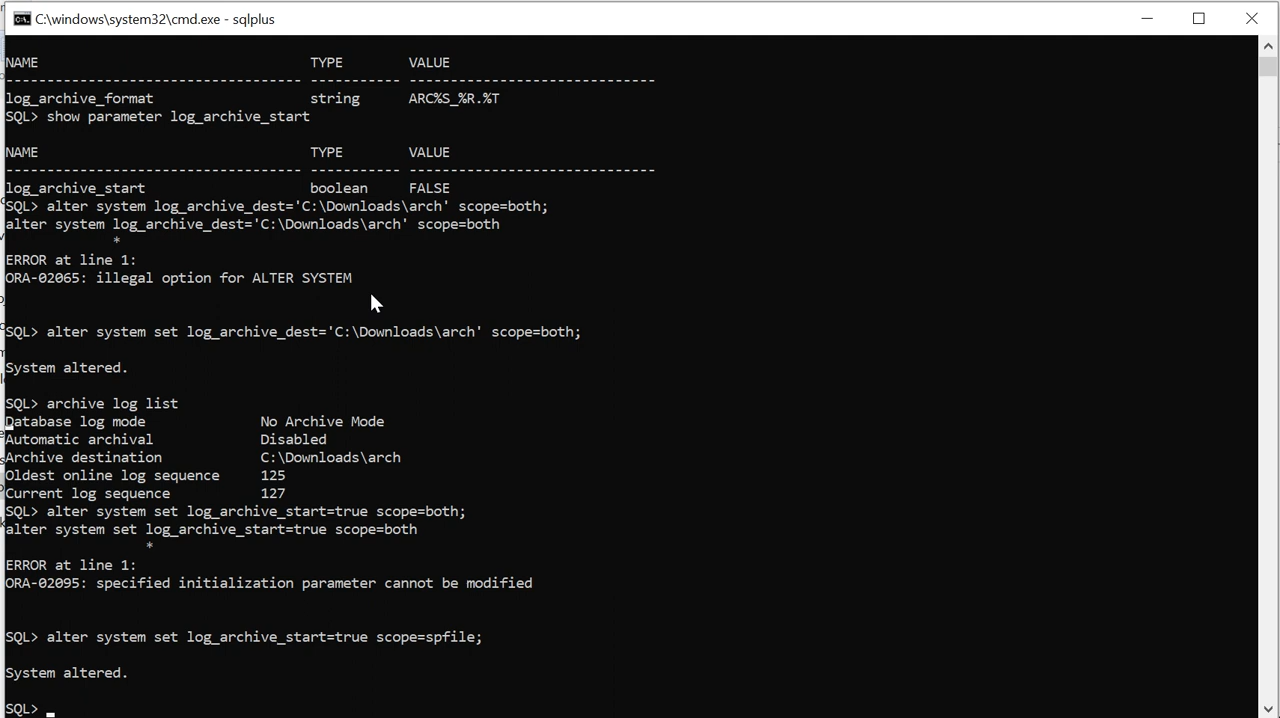 C:\windows\system32\cmd.exe - sqlplus
NAME                                 TYPE        VALUE
------------------------------------ ----------- ------------------------------
log_archive_format                   string      ARC%S_%R.%T
SQL> show parameter log_archive_start
NAME                                 TYPE        VALUE
------------------------------------ ----------- ------------------------------
log_archive_start                    boolean     FALSE
SQL> alter system log_archive_dest='C:\Downloads\arch' scope=both;
alter system log_archive_dest='C:\Downloads\arch' scope=both
             *
ERROR at line 1:
ORA-02065: illegal option for ALTER SYSTEM
SQL> alter system set log_archive_dest='C:\Downloads\arch' scope=both;
System altered.
SQL> archive log list
Database log mode              No Archive Mode
Automatic archival             Disabled
Archive destination            C:\Downloads\arch
Oldest online log sequence     125
Current log sequence           127
SQL> alter system set log_archive_start=true scope=both;
alter system set log_archive_start=true scope=both
                 *
ERROR at line 1:
ORA-02095: specified initialization parameter cannot be modified
SQL> alter system set log_archive_start=true scope=spfile;
System altered.
SQL>